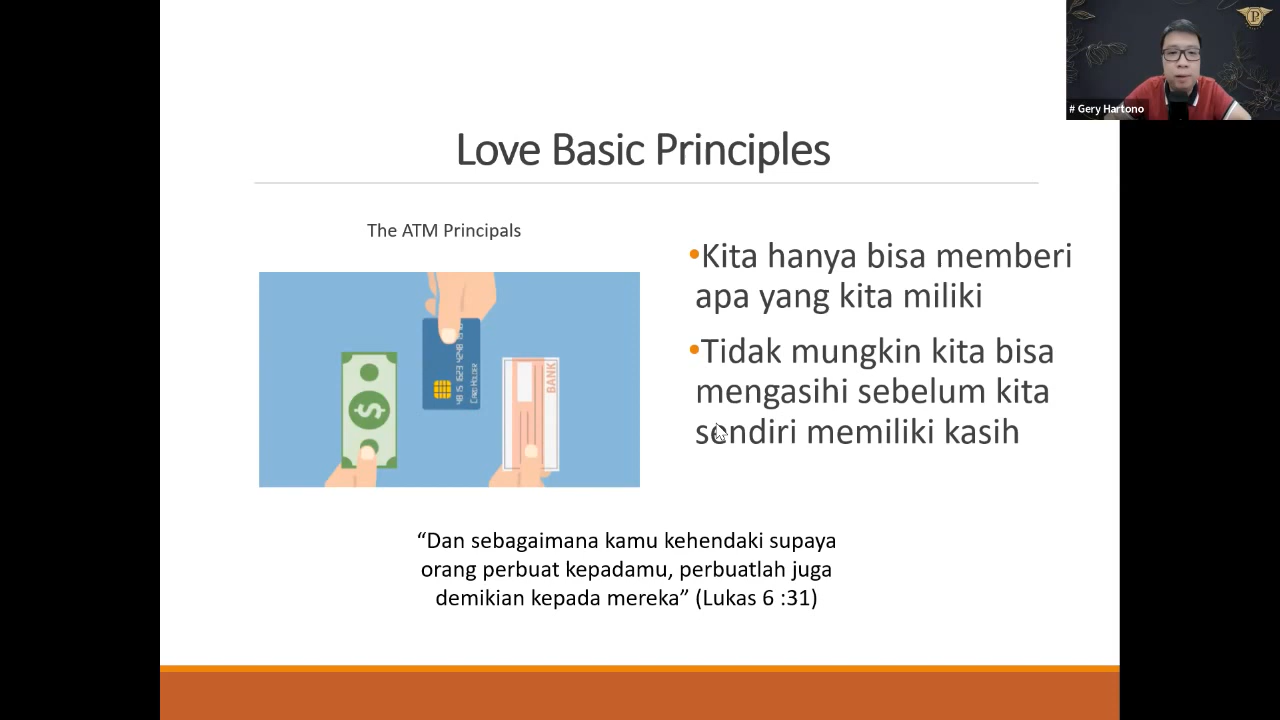 # Gery Hartono
Love Basic Principles
The ATM Principals
•Kita hanya bisa memberi
apa yang kita miliki
•Tidak mungkin kita bisa
mengasihi sebelum kita
sendiri memiliki kasih
BANK
"Dan sebagaimana kamu kehendaki supaya
orang perbuat kepadamu, perbuatlah juga
demikian kepada mereka" (Lukas 6 :31)